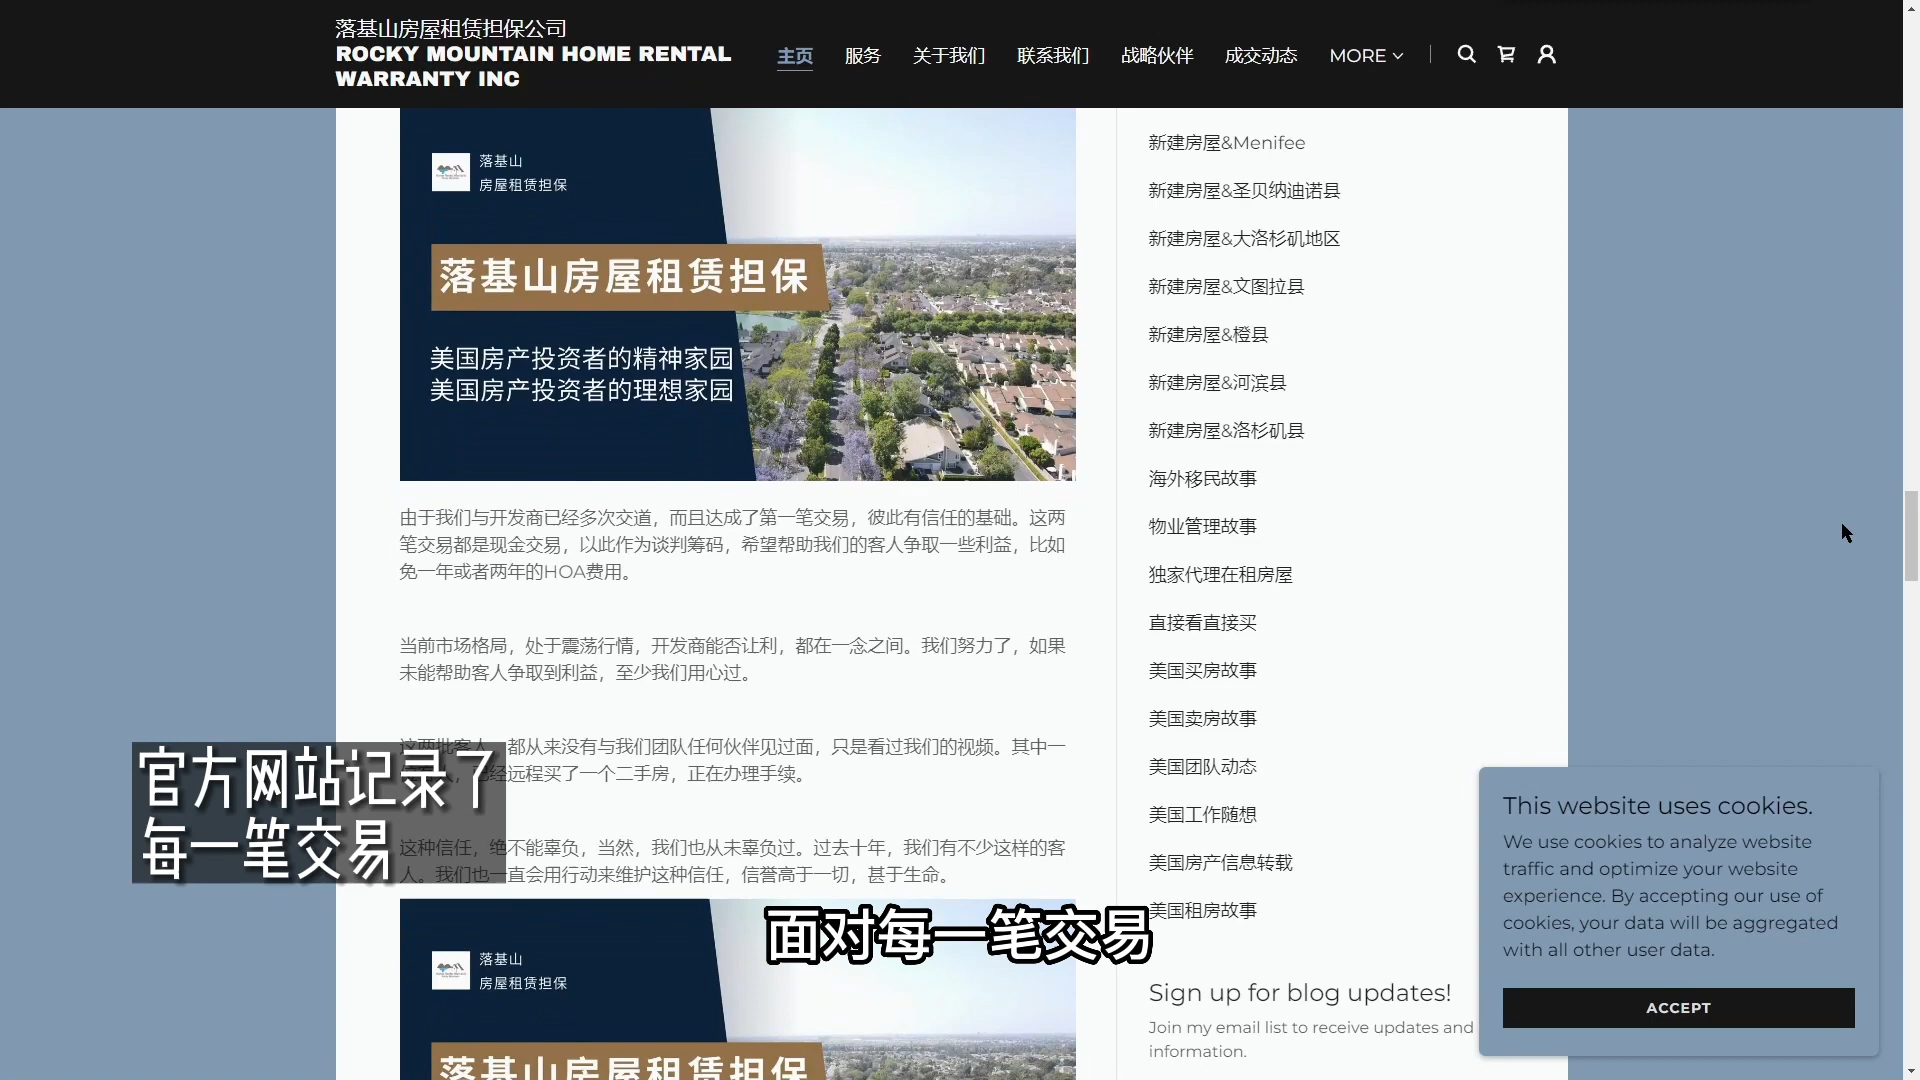 落基山房屋租赁担保公司
ROCKY MOUNTAIN HOME RENTAL
WARRANTY INC
主页
服务
关于我们
联系我们
战略伙伴
成交动态
MORE
落基山
房屋租赁担保
落基山房屋租赁担保
美国房产投资者的精神家园
美国房产投资者的理想家园
由于我们与开发商已经多次交道，而且达成了第一笔交易，彼此有信任的基础。这两
笔交易都是现金交易，以此作为谈判筹码，希望帮助我们的客人争取一些利益，比如
免一年或者两年的HOA费用。
当前市场格局，处于震荡行情，开发商能否让利，都在一念之间。我们努力了，如果
未能帮助客人争取到利益，至少我们用心过。
这两批客人，都从来没有与我们团队任何伙伴见过面，只是看过我们的视频。其中一
已经远程买了一个二手房，正在办理手续。
这种信任，绝不能辜负，当然，我们也从未辜负过。过去十年，我们有不少这样的客
人。我们也一直会用行动来维护这种信任，信誉高于一切，甚于生命。
官方网站记录了
每一笔交易
落基山
房屋租赁担保
落基山房屋租赁担保
面对每一笔交易
新建房屋&Menifee
新建房屋&圣贝纳迪诺县
新建房屋&大洛杉矶地区
新建房屋&文图拉县
新建房屋&橙县
新建房屋&河滨县
新建房屋&洛杉矶县
海外移民故事
物业管理故事
独家代理在租房屋
直接看直接买
美国买房故事
美国卖房故事
美国团队动态
美国工作随想
美国房产信息转载
美国租房故事
Sign up for blog updates!
Join my email list to receive updates and
information.
This website uses cookies.
We use cookies to analyze website
traffic and optimize your website
experience. By accepting our use of
cookies, your data will be aggregated
with all other user data.
ACCEPT